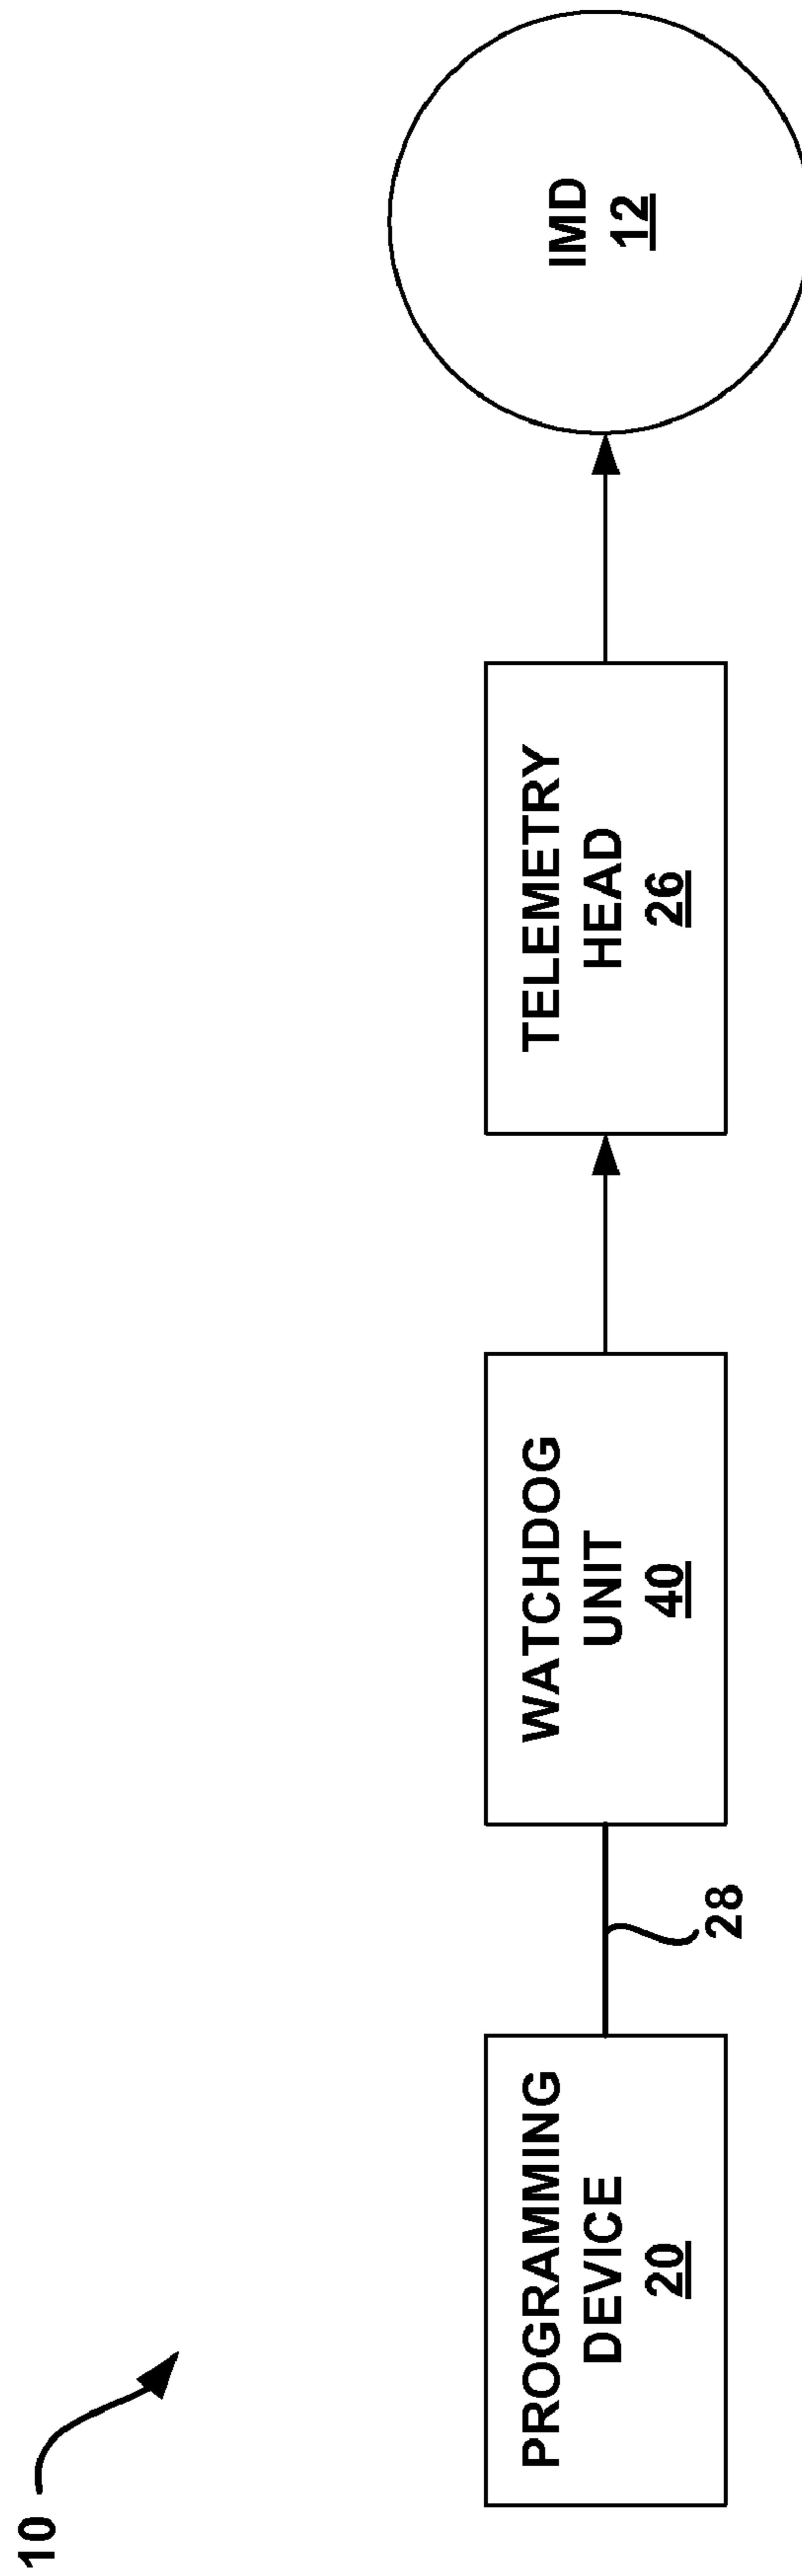 10
PROGRAMMING
DEVICE
20
28
WATCHDOG
UNIT
40
TELEMETRY
HEAD
26
IMD
12